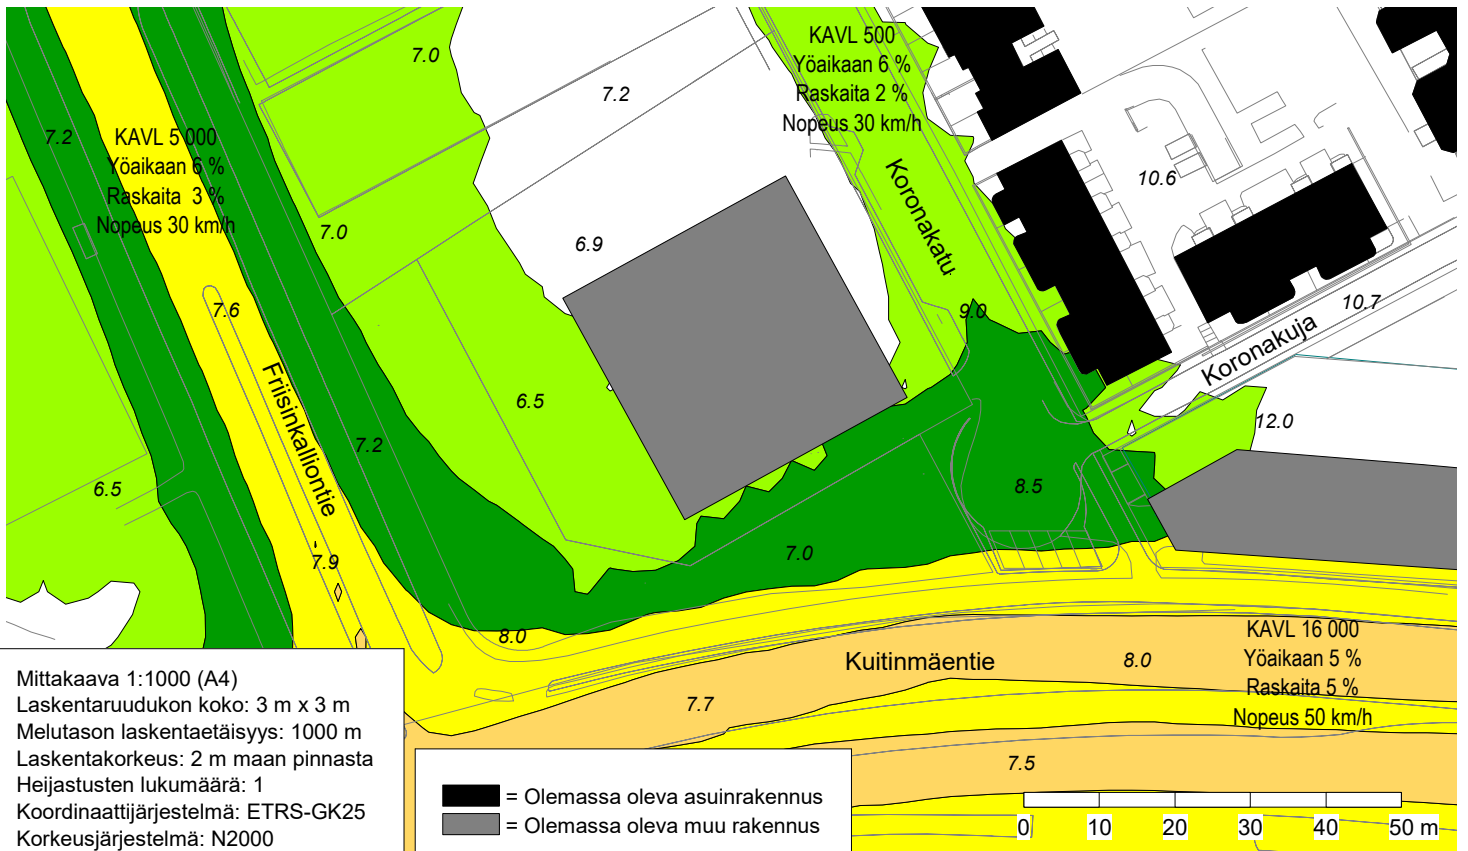 KAVL 500
Yöaikaan 6 %
Raskaita 2 %
Nopeus 30 km/h
7.0
7.2
7.2
KAVL 5 000
Yöaikaan 6 %
Raskaita 3 %
Nopeus 30 km/h
7.0
6.9
Koronakatu
10.6
9.0
10.7
Koronakuja
7.6
Friisinkalliontie
6.5
12.0
7.2
6.5
8.5
7.9
7.0
8.0
Kuitinmäentie
8.0
KAVL 16 000
Yöaikaan 5 %
Raskaita 5 %
Nopeus 50 km/h
7.7
7.5
Mittakaava 1:1000 (A4)
Laskentaruudukon koko: 3 m x 3 m
Melutason laskentaetäisyys: 1000 m
Laskentakorkeus: 2 m maan pinnasta
Heijastusten lukumäärä: 1
Koordinaattijärjestelmä: ETRS-GK25
Korkeusjärjestelmä: N2000
= Olemassa oleva asuinrakennus
= Olemassa oleva muu rakennus
0 10 20 30 40 50 m